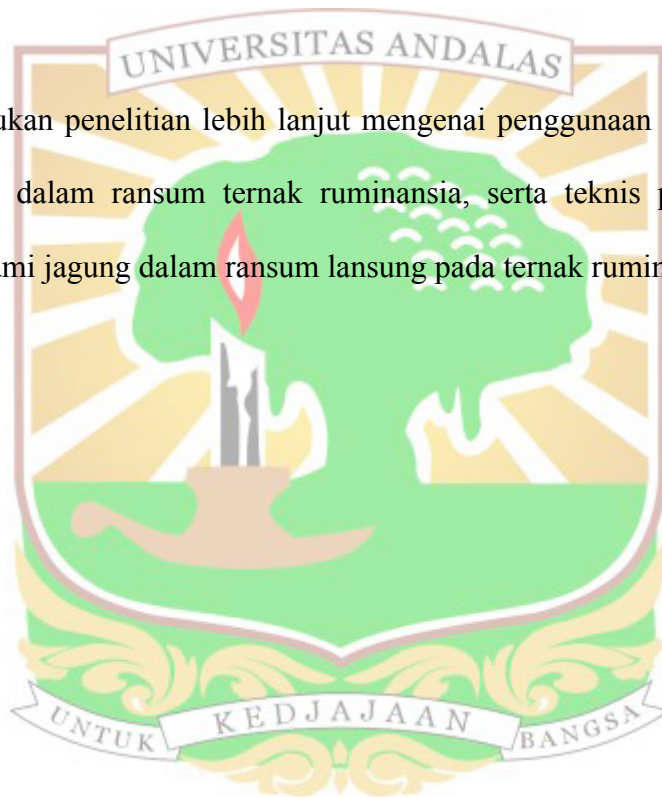 UNIVERSITAS ANDALAS
ukan penelitian lebih lanjut mengenai penggunaan
dalam ransum ternak ruminansia, serta teknis p
ami jagung dalam ransum lansung pada ternak rumin
UNTUK KEDJAJAAN BANGSA